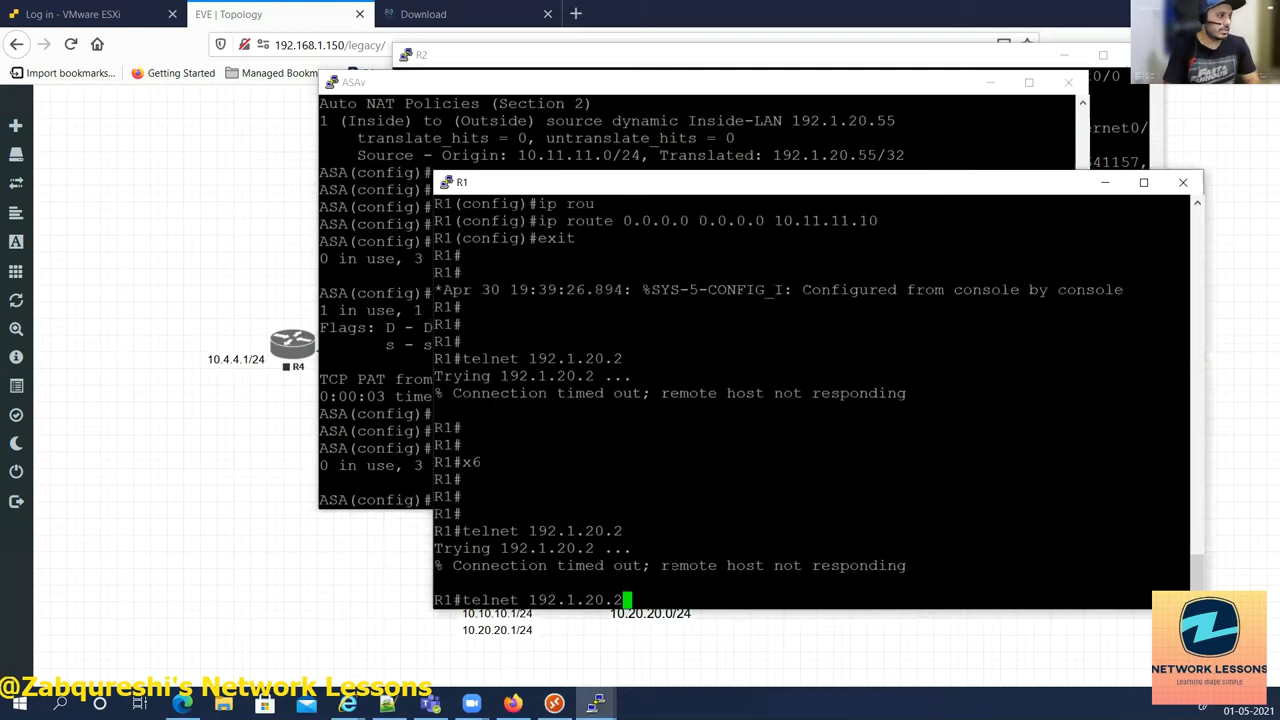 Log in - VMware ESXi
EVE | Topology
Download
192.168.1.150/legacy/
Import bookmarks...
Getting Started
Managed Bookm
R2
ASAv
Auto NAT Policies (Section 2)
1 (Inside) to (Outside) source dynamic Inside-LAN 192.1.20.55
translate_hits = 0, untranslate_hits = 0
Source - Origin: 10.11.11.0/24, Translated: 192.1.20.55/32
ASA(config)#
ASA(config)#
ASA(config)#
ASA(config)#
ASA(config)#
0 in use, 3
ASA(config)#
1 in use, 1
Flags: D - D
s - s
TCP PAT from
0:00:03 time
ASA(config)#
ASA(config)#
ASA(config)#
0 in use, 3
ASA(config)#
:0/0
ernet0/
641157,
R1
R1(config)#ip rou
R1(config)#ip route 0.0.0.0 0.0.0.0 10.11.11.10
R1(config)#exit
R1#
R1#
*Apr 30 19:39:26.894: %SYS-5-CONFIG_I: Configured from console by console
R1#
R1#
R1#
R1#telnet 192.1.20.2
Trying 192.1.20.2 ...
% Connection timed out; remote host not responding
R1#
R1#
R1#x6
R1#
R1#
R1#
R1#telnet 192.1.20.2
Trying 192.1.20.2 ...
% Connection timed out; remote host not responding
R1#telnet 192.1.20.2
10.4.4.1/24
R4
10.10.10.1/24
10.20.20.0/24
10.20.20.1/24
@Zabqureshi's Network Lessons
NETWORK LESSONS
LEARNING MADE SIMPLE
01-05-2021